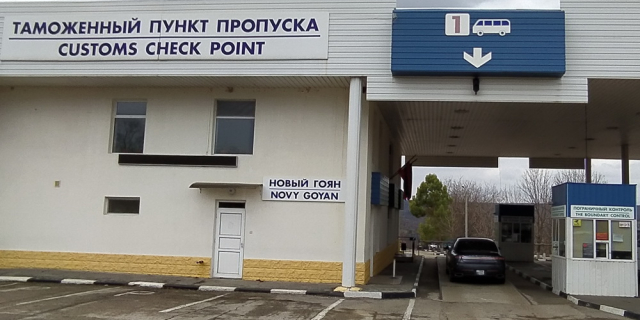 ТАМОЖЕННЫЙ ПУНКТ ПРОПУСКА
CUSTOMS CHECK POINT
1
НОВЫЙ ГОЯН
NOVY GOYAN
ПОГРАНИЧНЫЙ КОНТРОЛЬ
THE BOUNDARY CONTROL